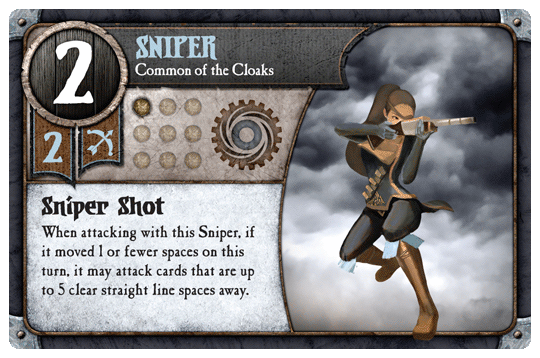 2
SNIPER
Common of the Cloaks
2
Sniper Shot
When attacking with this Sniper, if
it moved 1 or fewer spaces on this
turn, it may attack cards that are up
to 5 clear straight line spaces away.